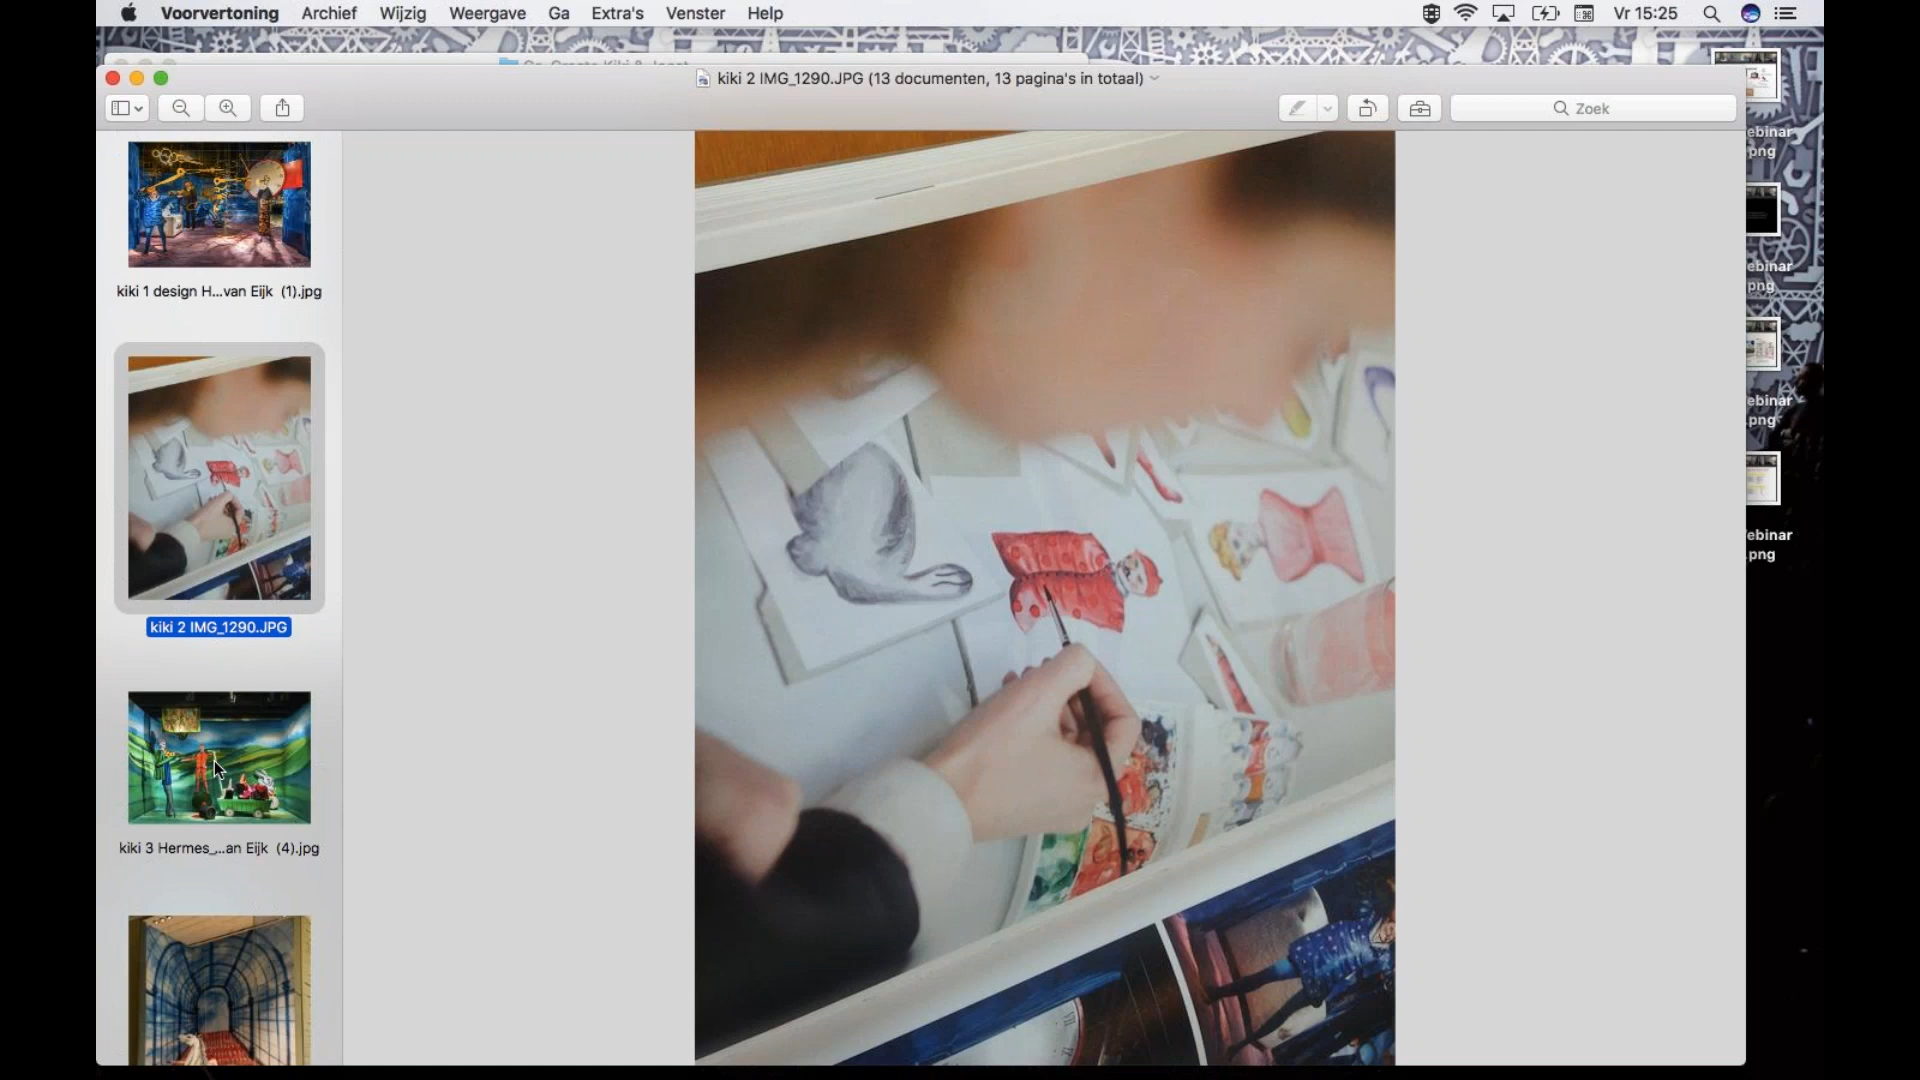 Voorvertoning Archief Wijzig Weergave Ga Extra's Venster Help Vr 15:25
kiki 2 IMG_1290.JPG (13 documenten, 13 pagina's in totaal)
Zoek
kiki 1 design H...van Eijk (1).jpg
kiki 2 IMG_1290.JPG
kiki 3 Hermes_...an Eijk (4).jpg
ebinar
png
ebinar
png
ebinar
.png
ebinar
.png